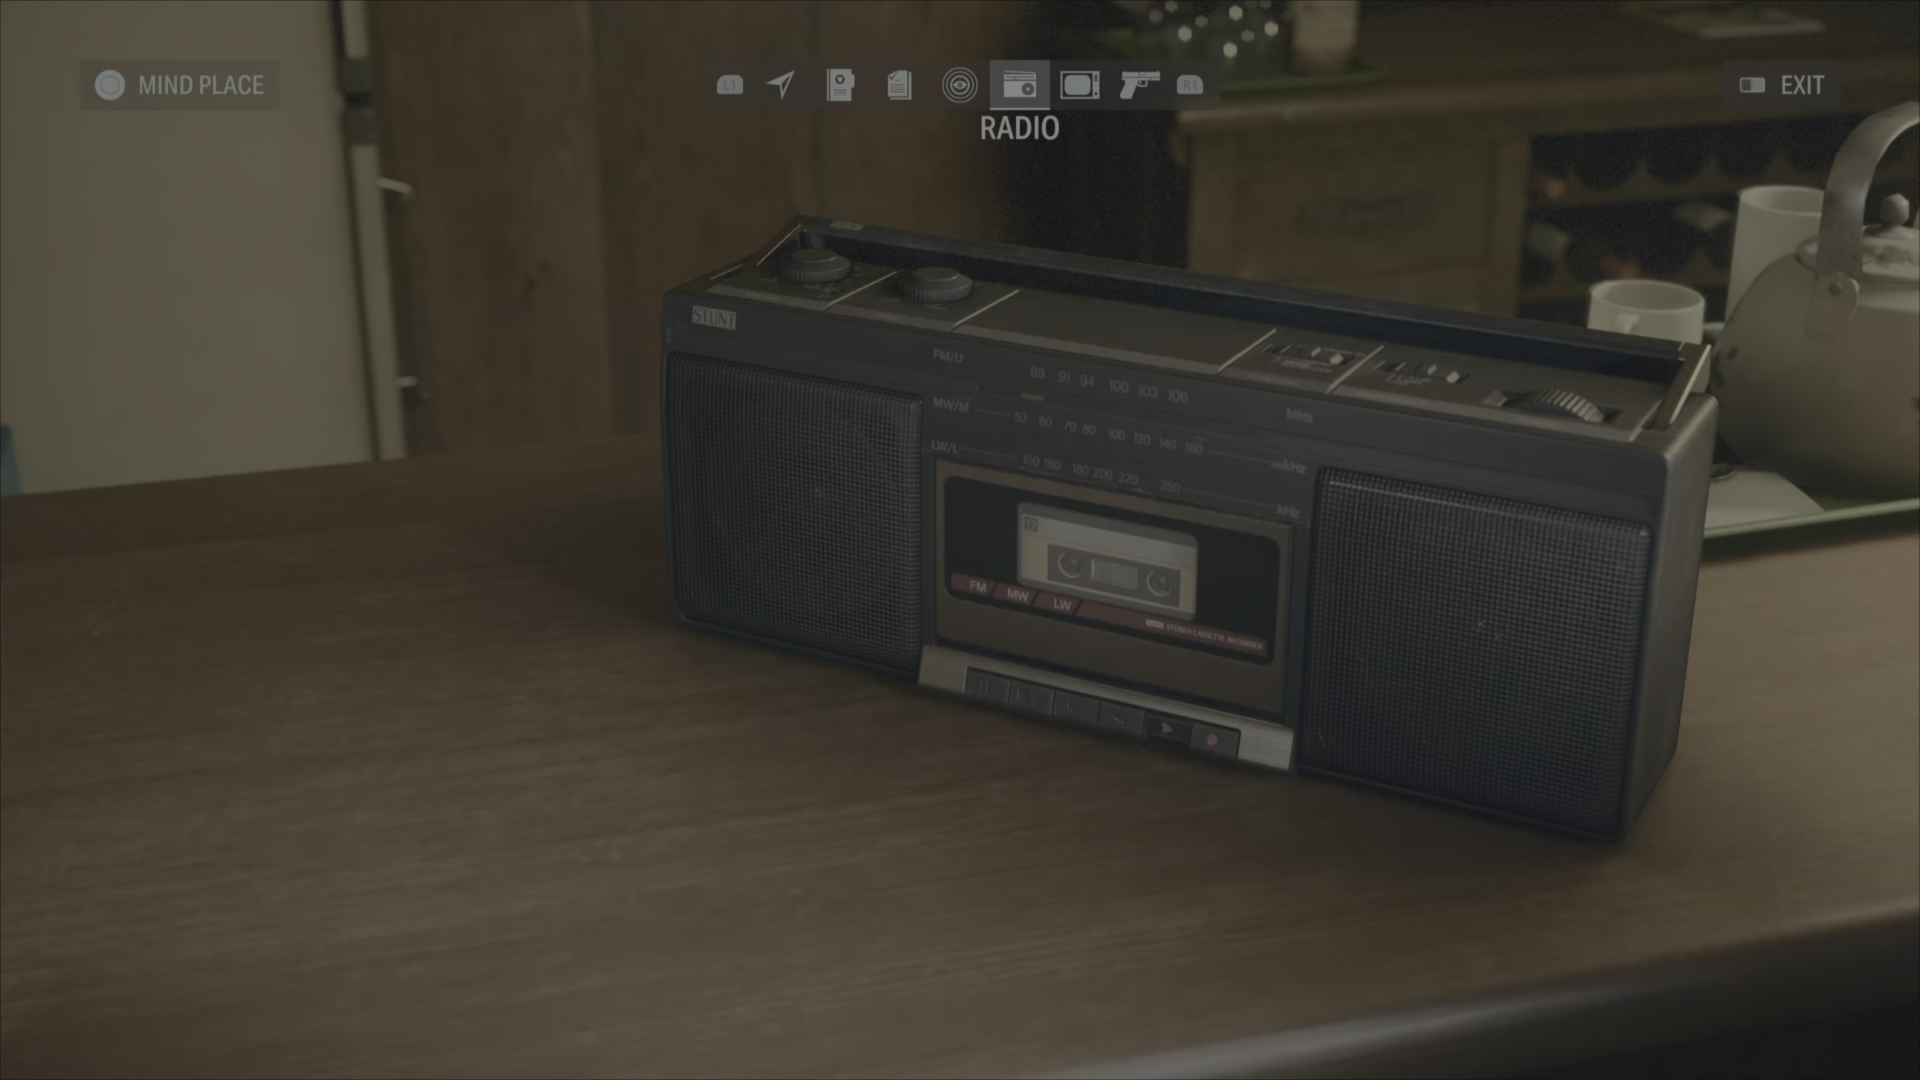 MIND PLACE
L1
R1
EXIT
RADIO
STUNT
FM/U
88 91 94 100 103 106
MHz
MW/M
53 60 70 80 100 120 140 160
kHz
LW/L
150 160 180 200 220 260
kHz
FM MW LW
STEREO CASSETTE RECORDER